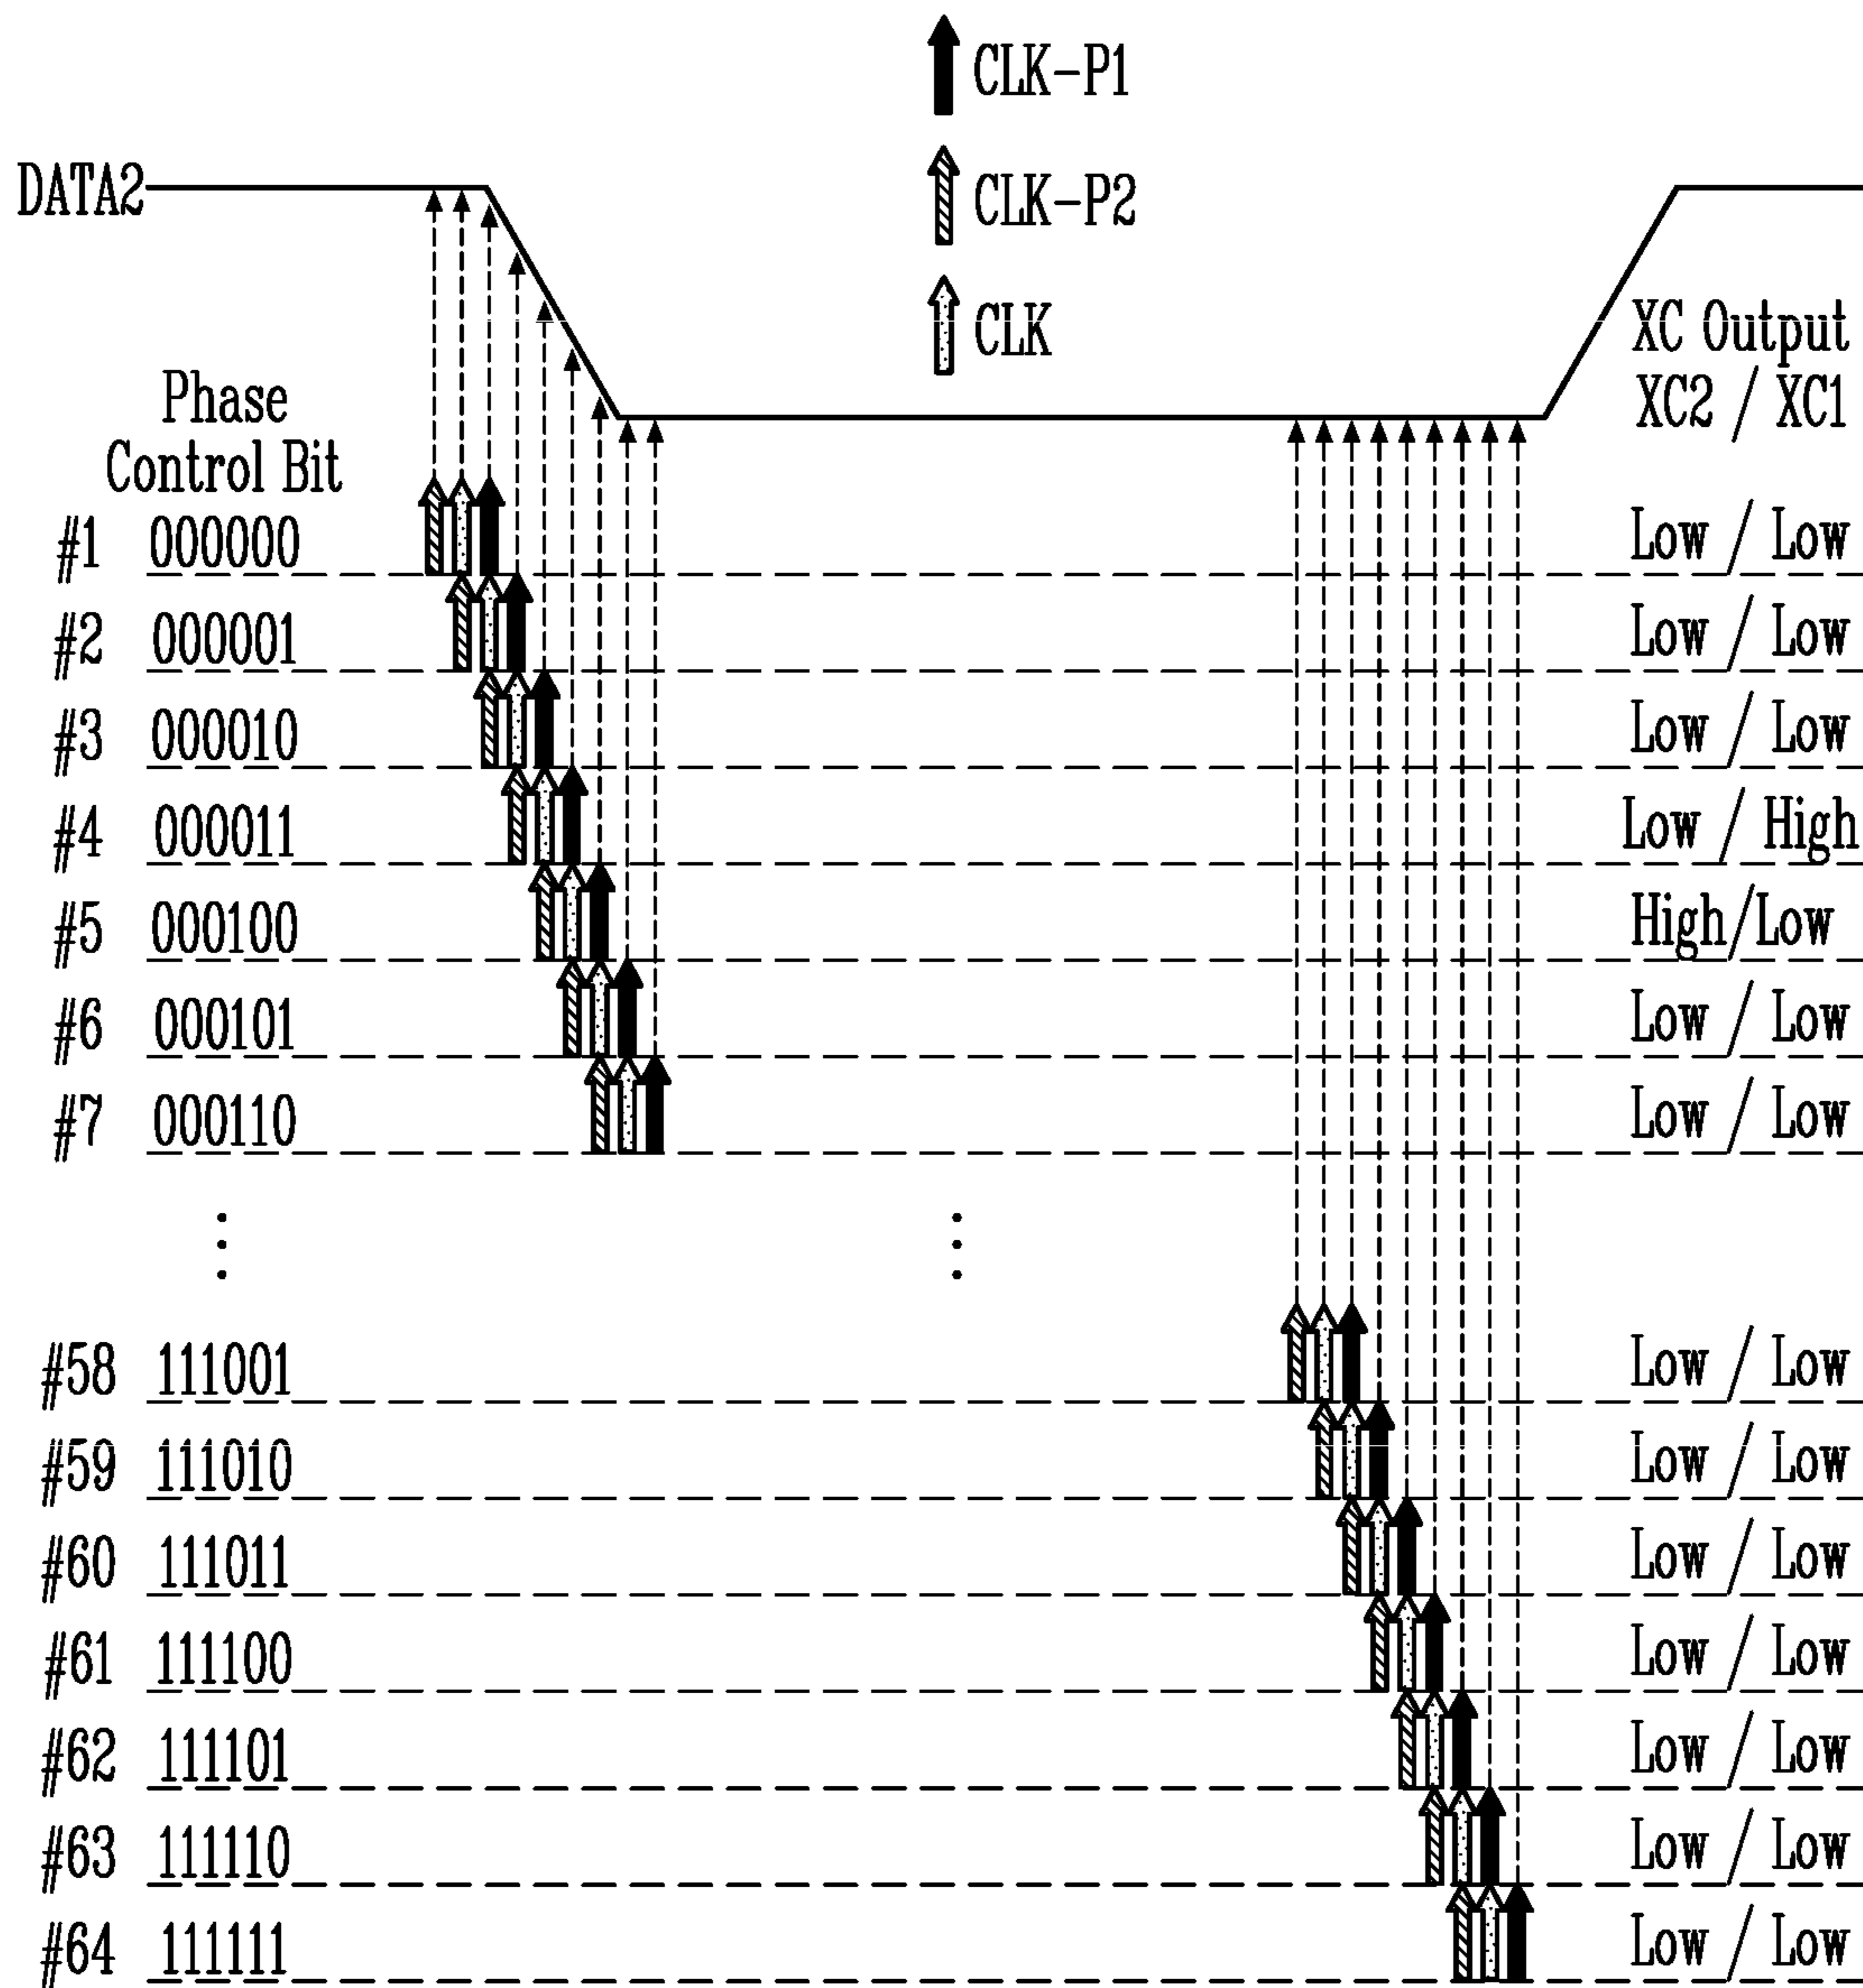 CLK-P1
DATA2
CLK-P2
CLK
XC Output
XC2 / XC1
Phase
Control Bit
#1 000000 Low / Low
#2 000001 Low / Low
#3 000010 Low / Low
#4 000011 Low / High
#5 000100 High/Low
#6 000101 Low / Low
#7 000110 Low / Low
#58 111001 Low / Low
#59 111010 Low / Low
#60 111011 Low / Low
#61 111100 Low / Low
#62 111101 Low / Low
#63 111110 Low / Low
#64 111111 Low / Low